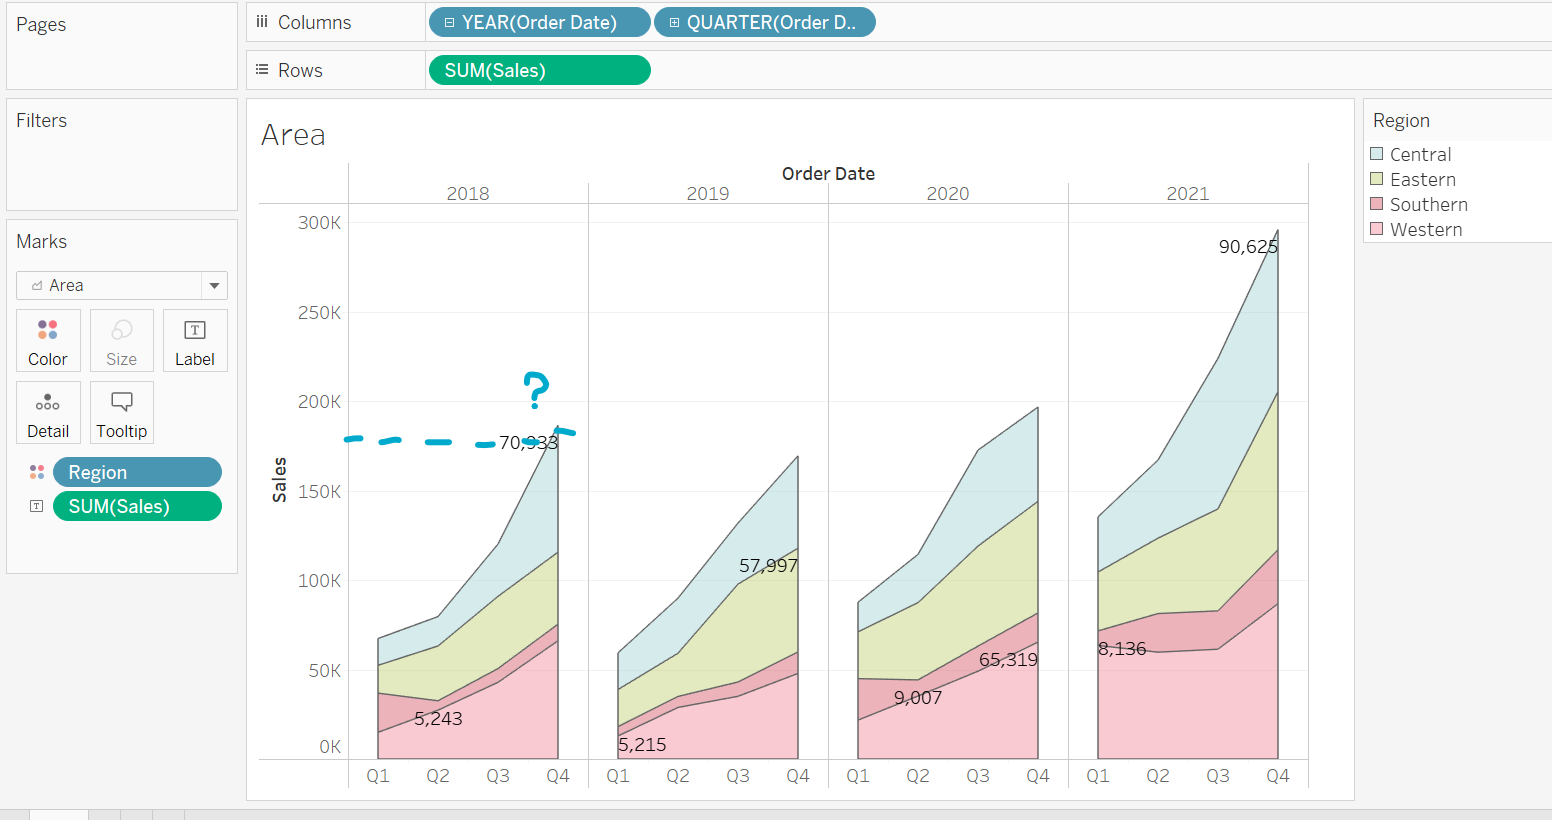 Pages
Columns
YEAR(Order Date)
QUARTER(Order D..
Rows
SUM(Sales)
Filters
Marks
Area
Color
Size
T
Label
Detail
Tooltip
Region
T
SUM(Sales)
Area
Order Date
2018
2019
2020
2021
Sales
300K
250K
200K
150K
100K
50K
0K
?
70,933
5,243
57,997
5,215
65,319
9,007
90,625
8,136
Q1 Q2 Q3 Q4 Q1 Q2 Q3 Q4 Q1 Q2 Q3 Q4 Q1 Q2 Q3 Q4
Region
Central
Eastern
Southern
Western